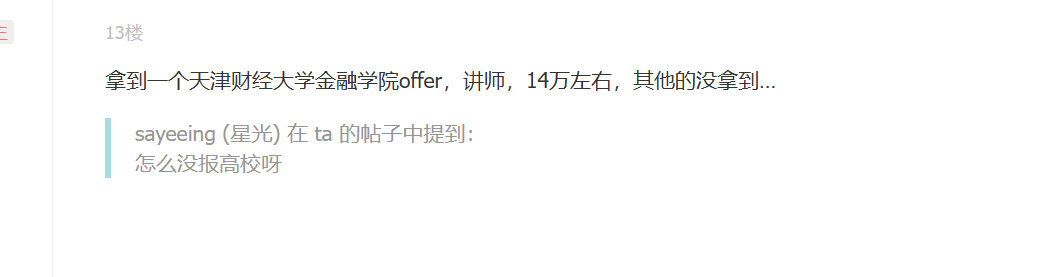 13楼
拿到一个天津财经大学金融学院offer，讲师，14万左右，其他的没拿到...
sayeeing (星光) 在 ta 的帖子中提到：
怎么没报高校呀